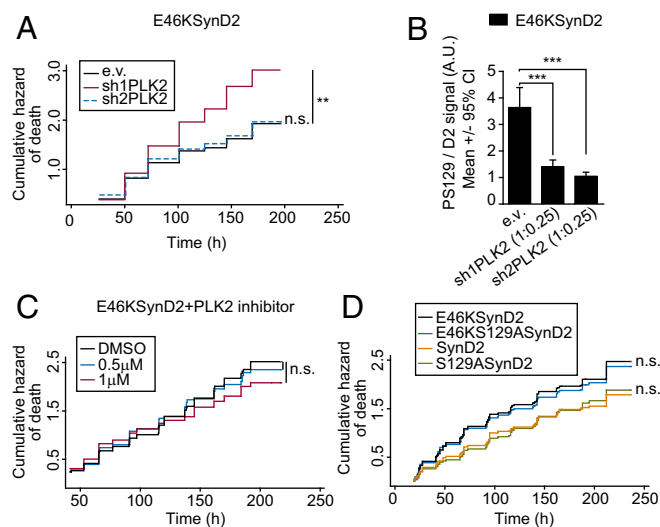 A
E46KSynD2
e.v.
sh1PLK2
sh2PLK2
Cumulative hazard
of death
3.0
2.0
1.0
n.s.
**
0 50 100 150 200 250
Time (h)
B
E46KSynD2
PS129 / D2 signal (A.U.)
Mean +/- 95% CI
5
4
3
2
1
0
***
***
e.v.
sh1PLK2 (1:0.25)
sh2PLK2 (1:0.25)
C
E46KSynD2+PLK2 inhibitor
DMSO
0.5μM
1μM
Cumulative hazard
of death
2.5
1.5
0.5
n.s.
50 100 150 200 250
Time (h)
D
E46KSynD2
E46KS129ASynD2
SynD2
S129ASynD2
Cumulative hazard
of death
2.5
1.5
0.5
n.s.
n.s.
0 50 100 150 200 250
Time (h)